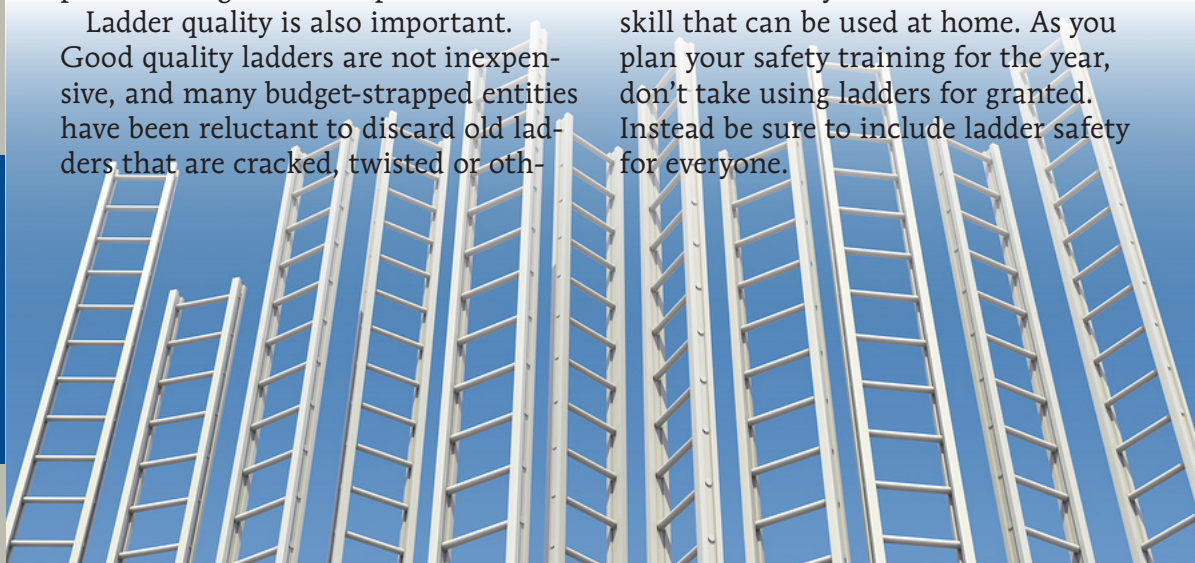 Ladder quality is also important.
Good quality ladders are not inexpen-
sive, and many budget-strapped entities
have been reluctant to discard old lad-
ders that are cracked, twisted or oth-
skill that can be used at home. As you
plan your safety training for the year,
don't take using ladders for granted.
Instead be sure to include ladder safety
for everyone.